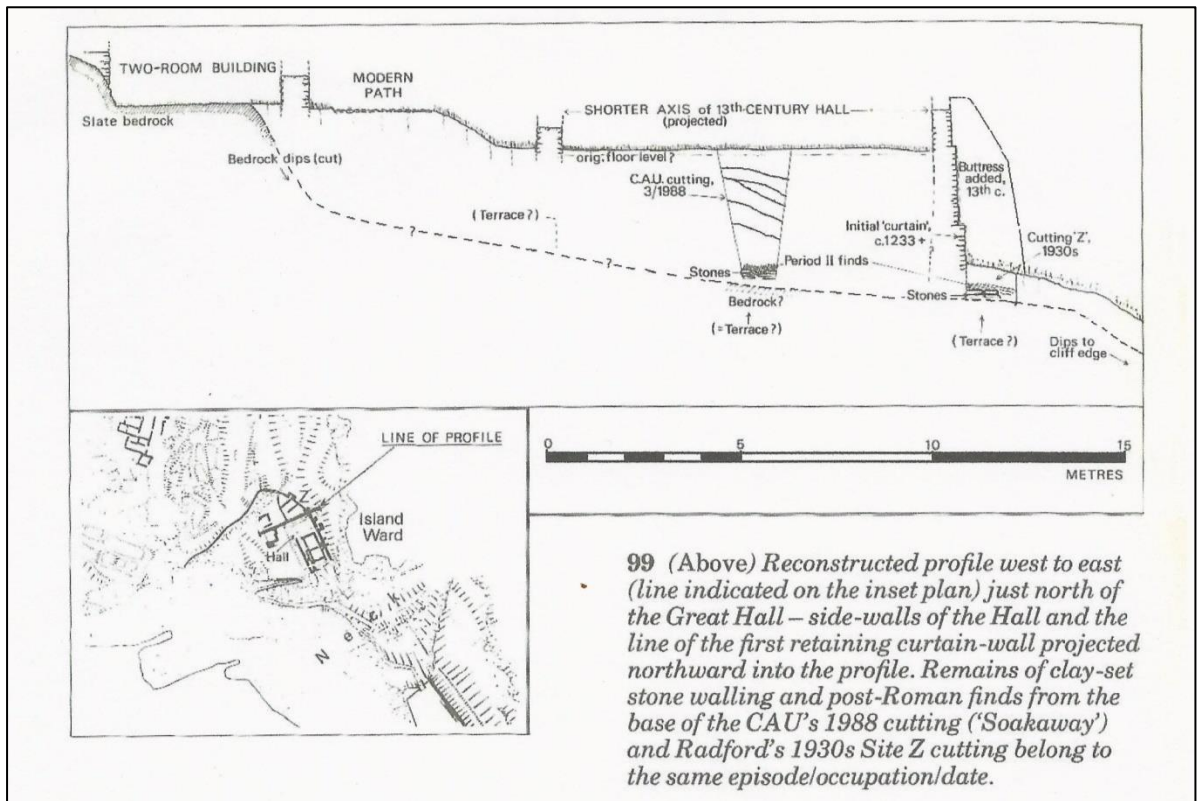 TWO-ROOM BUILDING
MODERN
PATH
SHORTER AXIS of 13th-CENTURY HALL
(projected)
Slate bedrock
Bedrock dips (cut)
orig: floor level ?
C.A.U. cutting,
3/1988
Buttress
added,
13th c.
(Terrace ?)
?
?
Initial 'curtain',
c.1233 +
Cutting 'Z',
1930s
Period II finds
Stones
Stones
Bedrock?
(= Terrace ?)
(Terrace ?)
Dips to
cliff edge
LINE OF PROFILE
Z
Island
Ward
Hall
Neck
0 5 10 15
METRES
99 (Above) Reconstructed profile west to east
(line indicated on the inset plan) just north of
the Great Hall – side-walls of the Hall and the
line of the first retaining curtain-wall projected
northward into the profile. Remains of clay-set
stone walling and post-Roman finds from the
base of the CAU's 1988 cutting ('Soakaway')
and Radford's 1930s Site Z cutting belong to
the same episode/occupation/date.